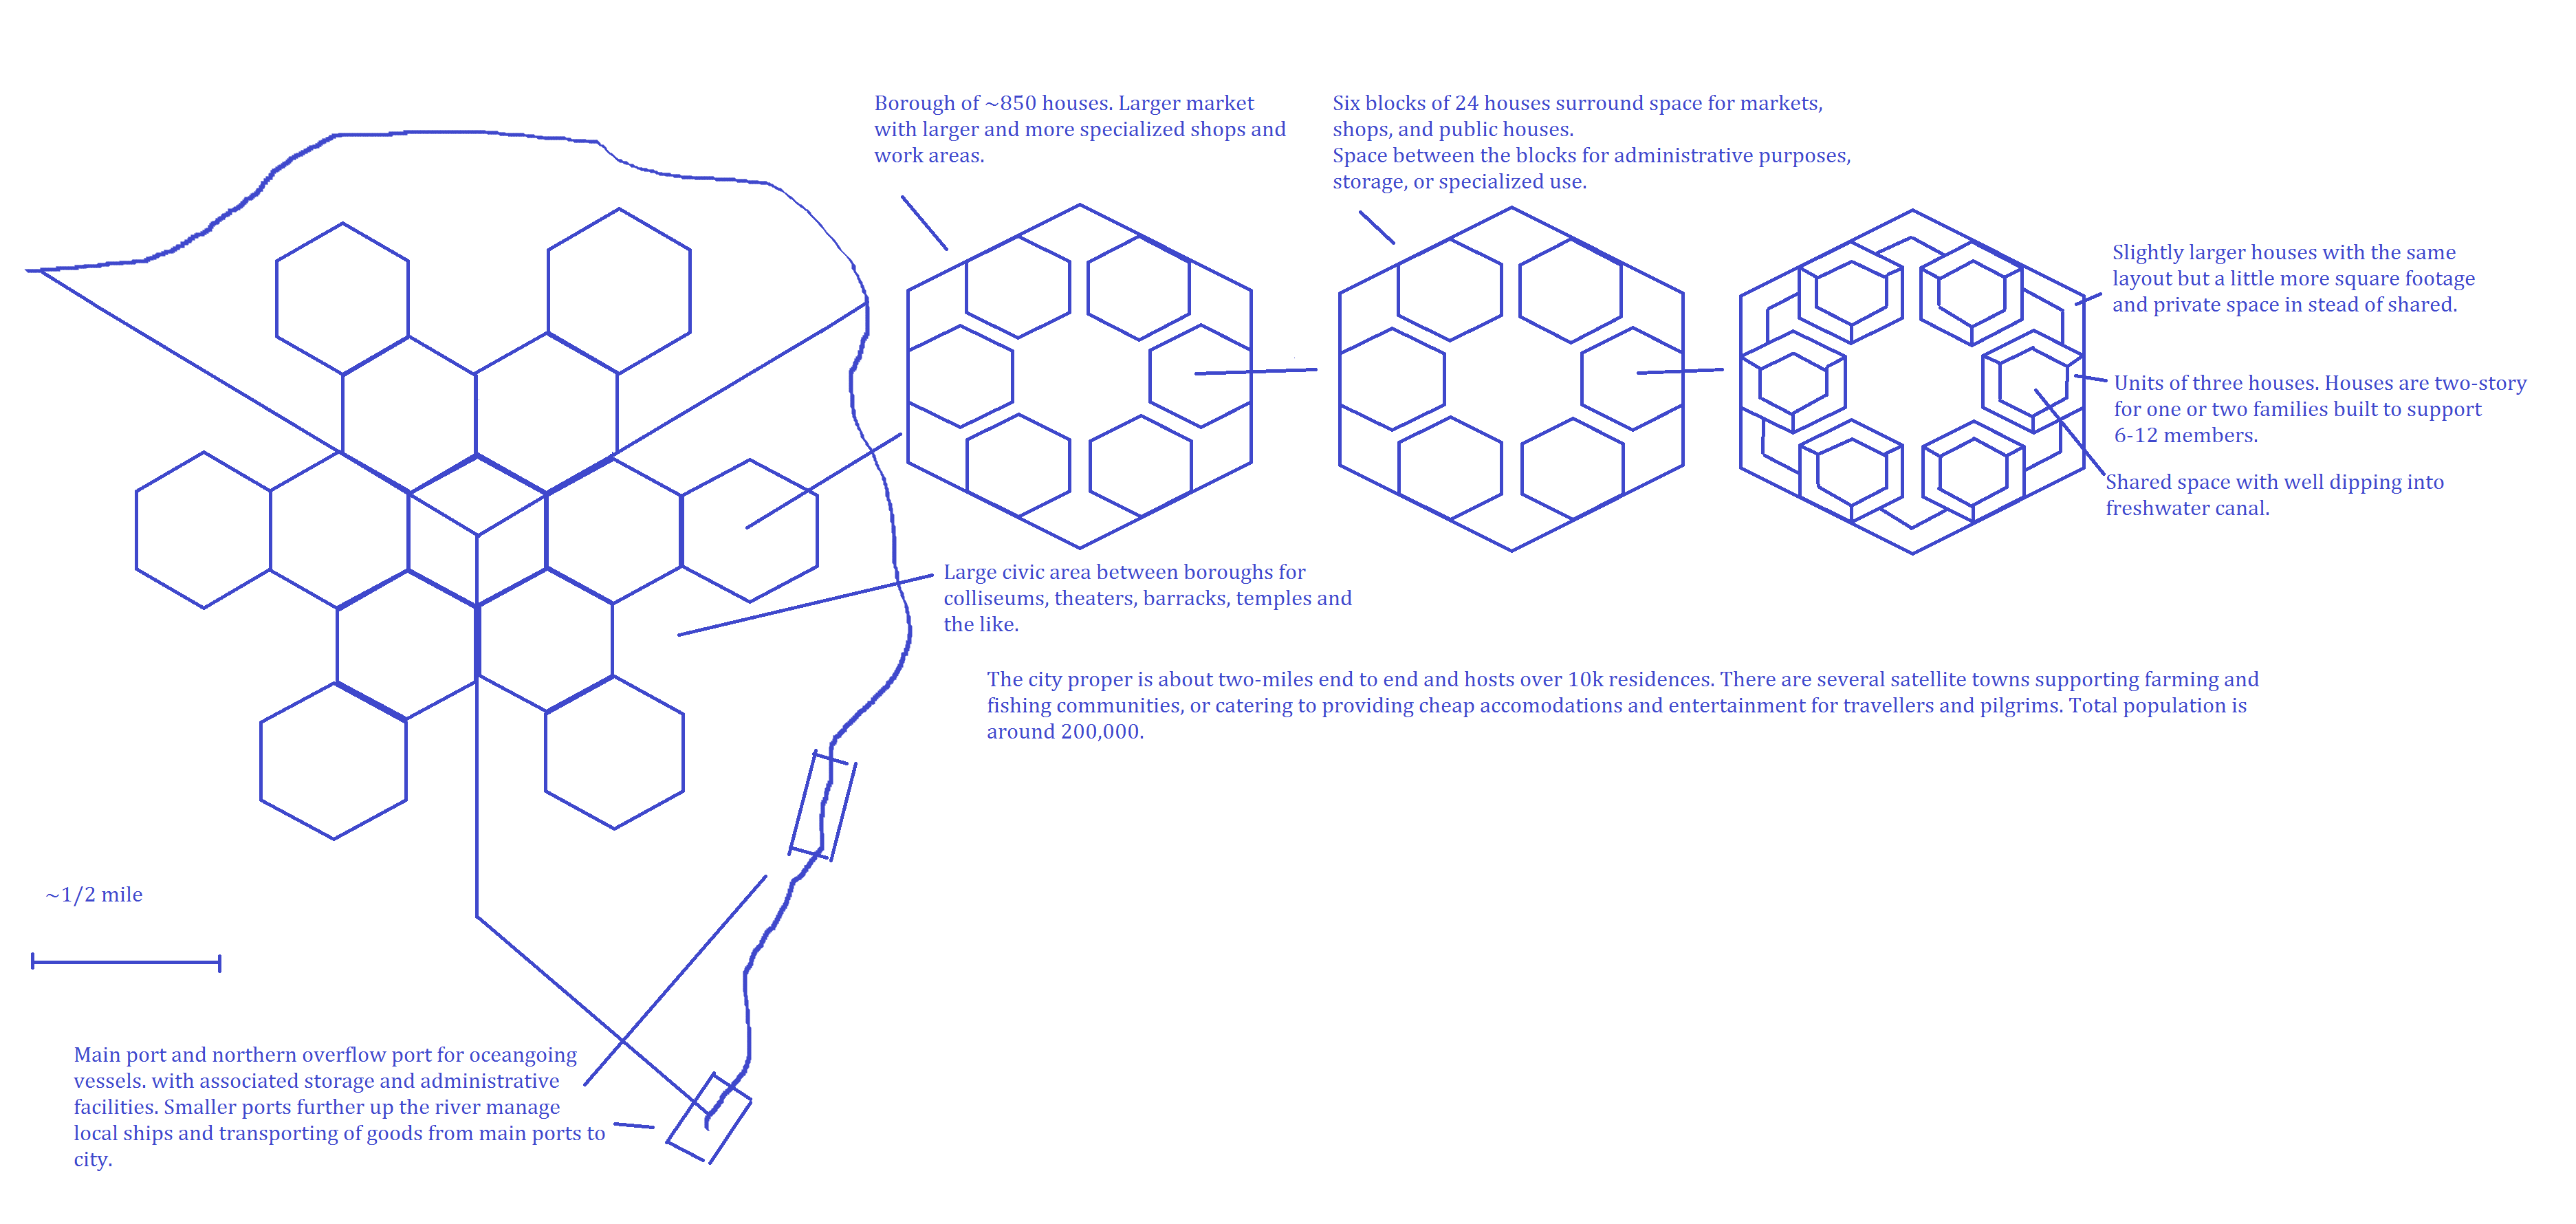 Borough of ~850 houses. Larger market
with larger and more specialized shops and
work areas.
Six blocks of 24 houses surround space for markets,
shops, and public houses.
Space between the blocks for administrative purposes,
storage, or specialized use.
Slightly larger houses with the same
layout but a little more square footage
and private space in stead of shared.
Units of three houses. Houses are two-story
for one or two families built to support
6-12 members.
Shared space with well dipping into
freshwater canal.
Large civic area between boroughs for
colliseums, theaters, barracks, temples and
the like.
The city proper is about two-miles end to end and hosts over 10k residences. There are several satellite towns supporting farming and
fishing communities, or catering to providing cheap accomodations and entertainment for travellers and pilgrims. Total population is
around 200,000.
~1/2 mile
Main port and northern overflow port for oceangoing
vessels. with associated storage and administrative
facilities. Smaller ports further up the river manage
local ships and transporting of goods from main ports to
city.